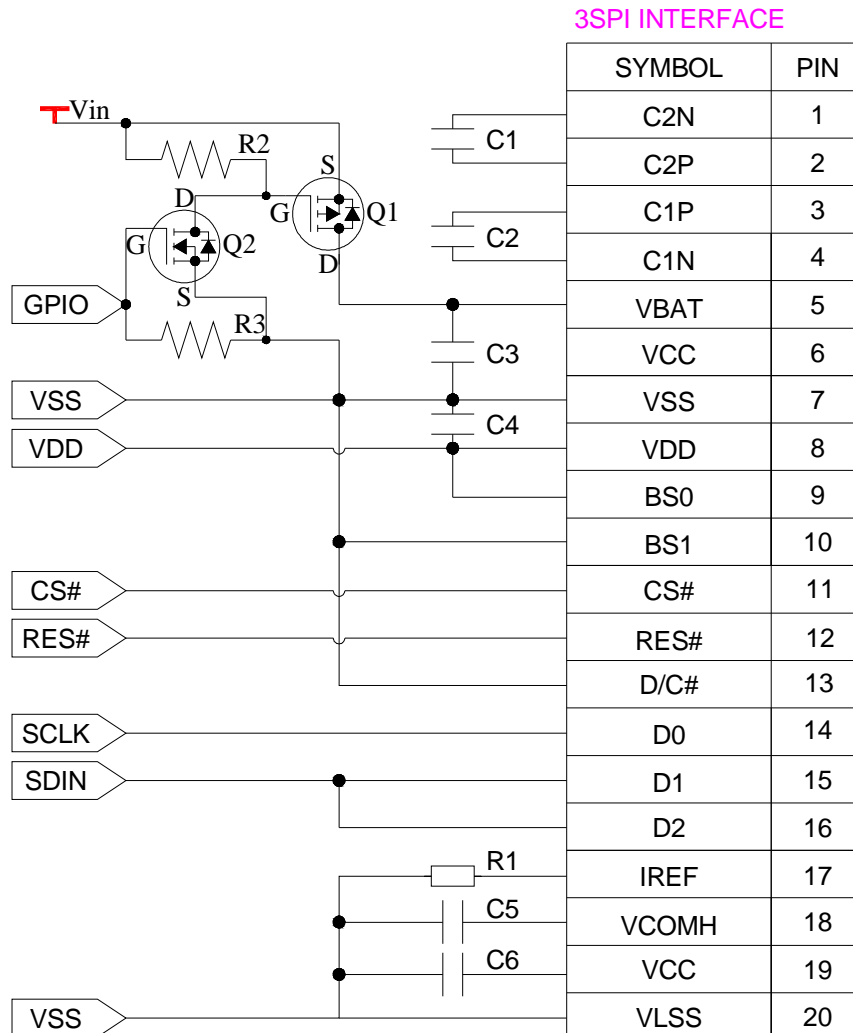 3SPI INTERFACE
SYMBOL PIN
Vin
C2N 1
R2
C1
S
C2P 2
D
G Q1
C1P 3
G Q2
C2
D
C1N 4
S
GPIO
R3
VBAT 5
C3
VCC 6
VSS
VSS 7
C4
VDD
VDD 8
BS0 9
BS1 10
CS#
CS# 11
RES#
RES# 12
D/C# 13
SCLK
D0 14
SDIN
D1 15
D2 16
R1
IREF 17
C5
VCOMH 18
C6
VCC 19
VSS
VLSS 20